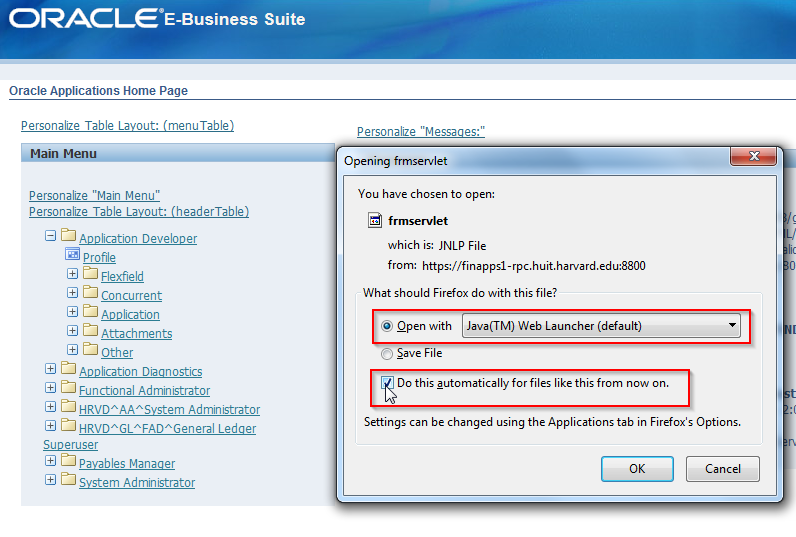 ORACLE® E-Business Suite
Oracle Applications Home Page
Personalize Table Layout: (menuTable)
Personalize "Messages:"
Main Menu
Personalize "Main Menu"
Personalize Table Layout: (headerTable)
Application Developer
Profile
Flexfield
Concurrent
Application
Attachments
Other
Application Diagnostics
Functional Administrator
HRVD^AA^System Administrator
HRVD^GL^FAD^General Ledger
Superuser
Payables Manager
System Administrator
Opening frmservlet
You have chosen to open:
frmservlet
which is: JNLP File
from: https://finapps1-rpc.huit.harvard.edu:8800
What should Firefox do with this file?
Open with Java(TM) Web Launcher (default)
Save File
Do this automatically for files like this from now on.
Settings can be changed using the Applications tab in Firefox's Options.
OK Cancel